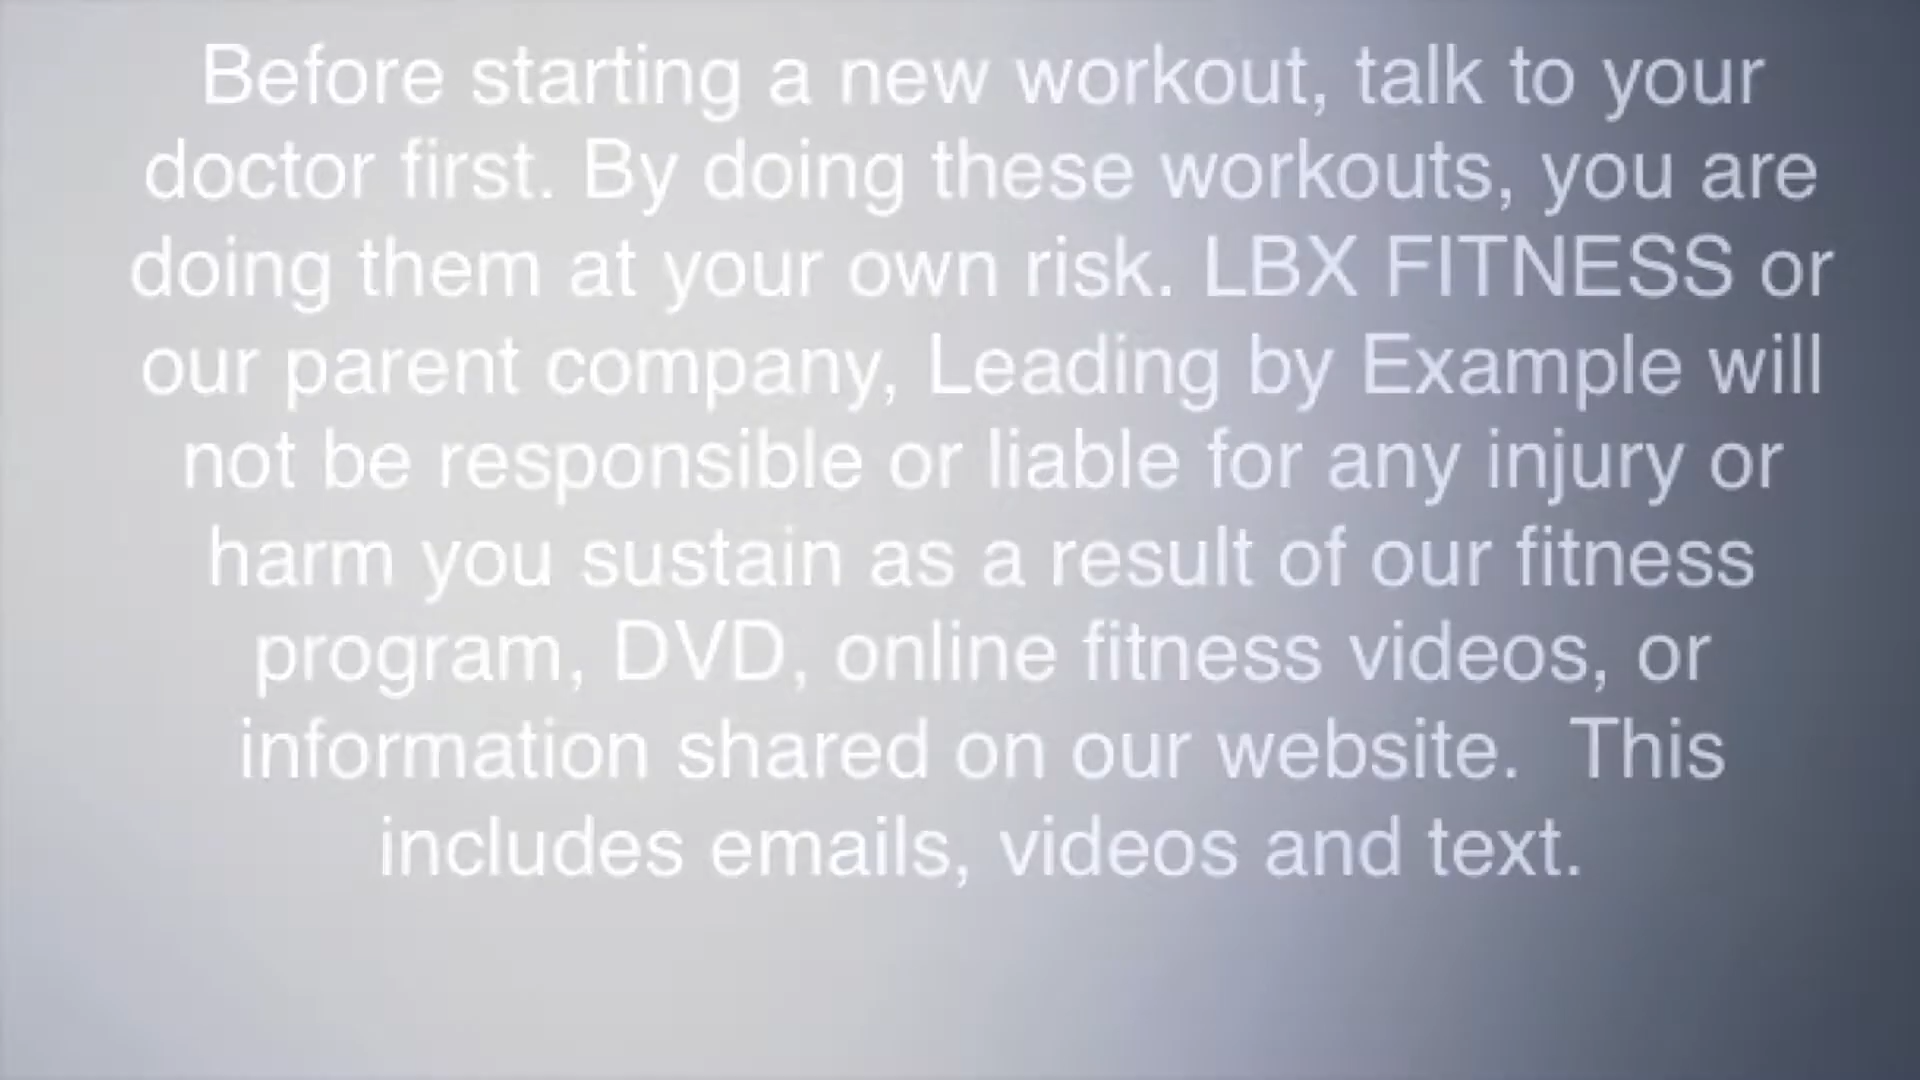 Before starting a new workout, talk to your
doctor first. By doing these workouts, you are
doing them at your own risk. LBX FITNESS or
our parent company, Leading by Example will
not be responsible or liable for any injury or
harm you sustain as a result of our fitness
program, DVD, online fitness videos, or
information shared on our website.  This
includes emails, videos and text.